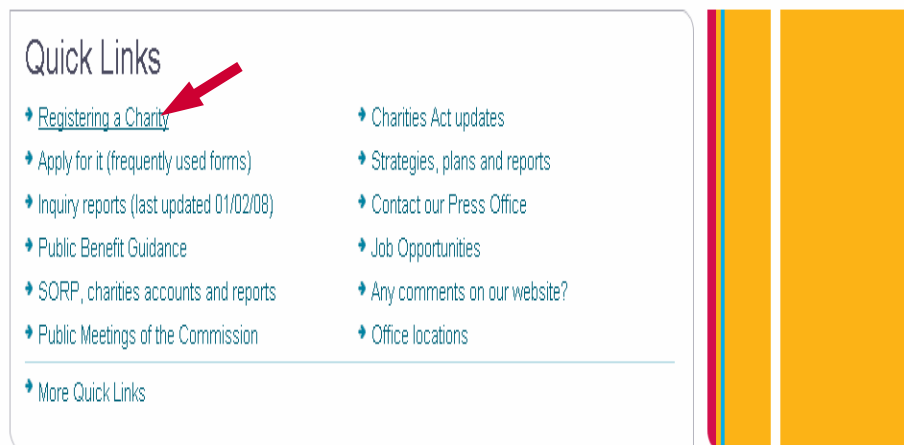 Quick Links
Registering a Charity
Apply for it (frequently used forms)
Inquiry reports (last updated 01/02/08)
Public Benefit Guidance
SORP, charities accounts and reports
Public Meetings of the Commission
Charities Act updates
Strategies, plans and reports
Contact our Press Office
Job Opportunities
Any comments on our website?
Office locations
More Quick Links